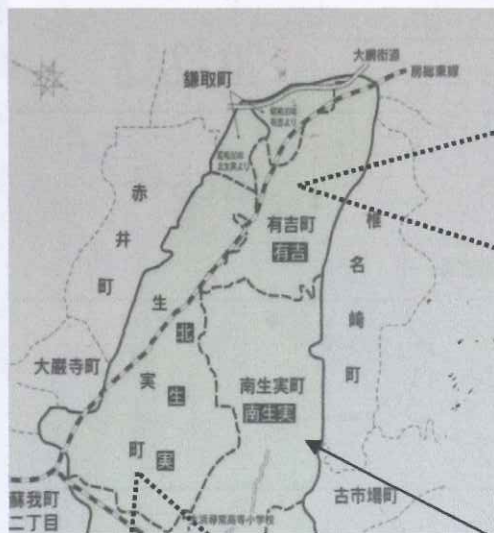 大網街道
房総東線
鎌取町
赤井町
有吉町
有吉
椎名崎町
生実町
北生実
大巌寺町
南生実町
南生実
蘇我町
二丁目
古市場町